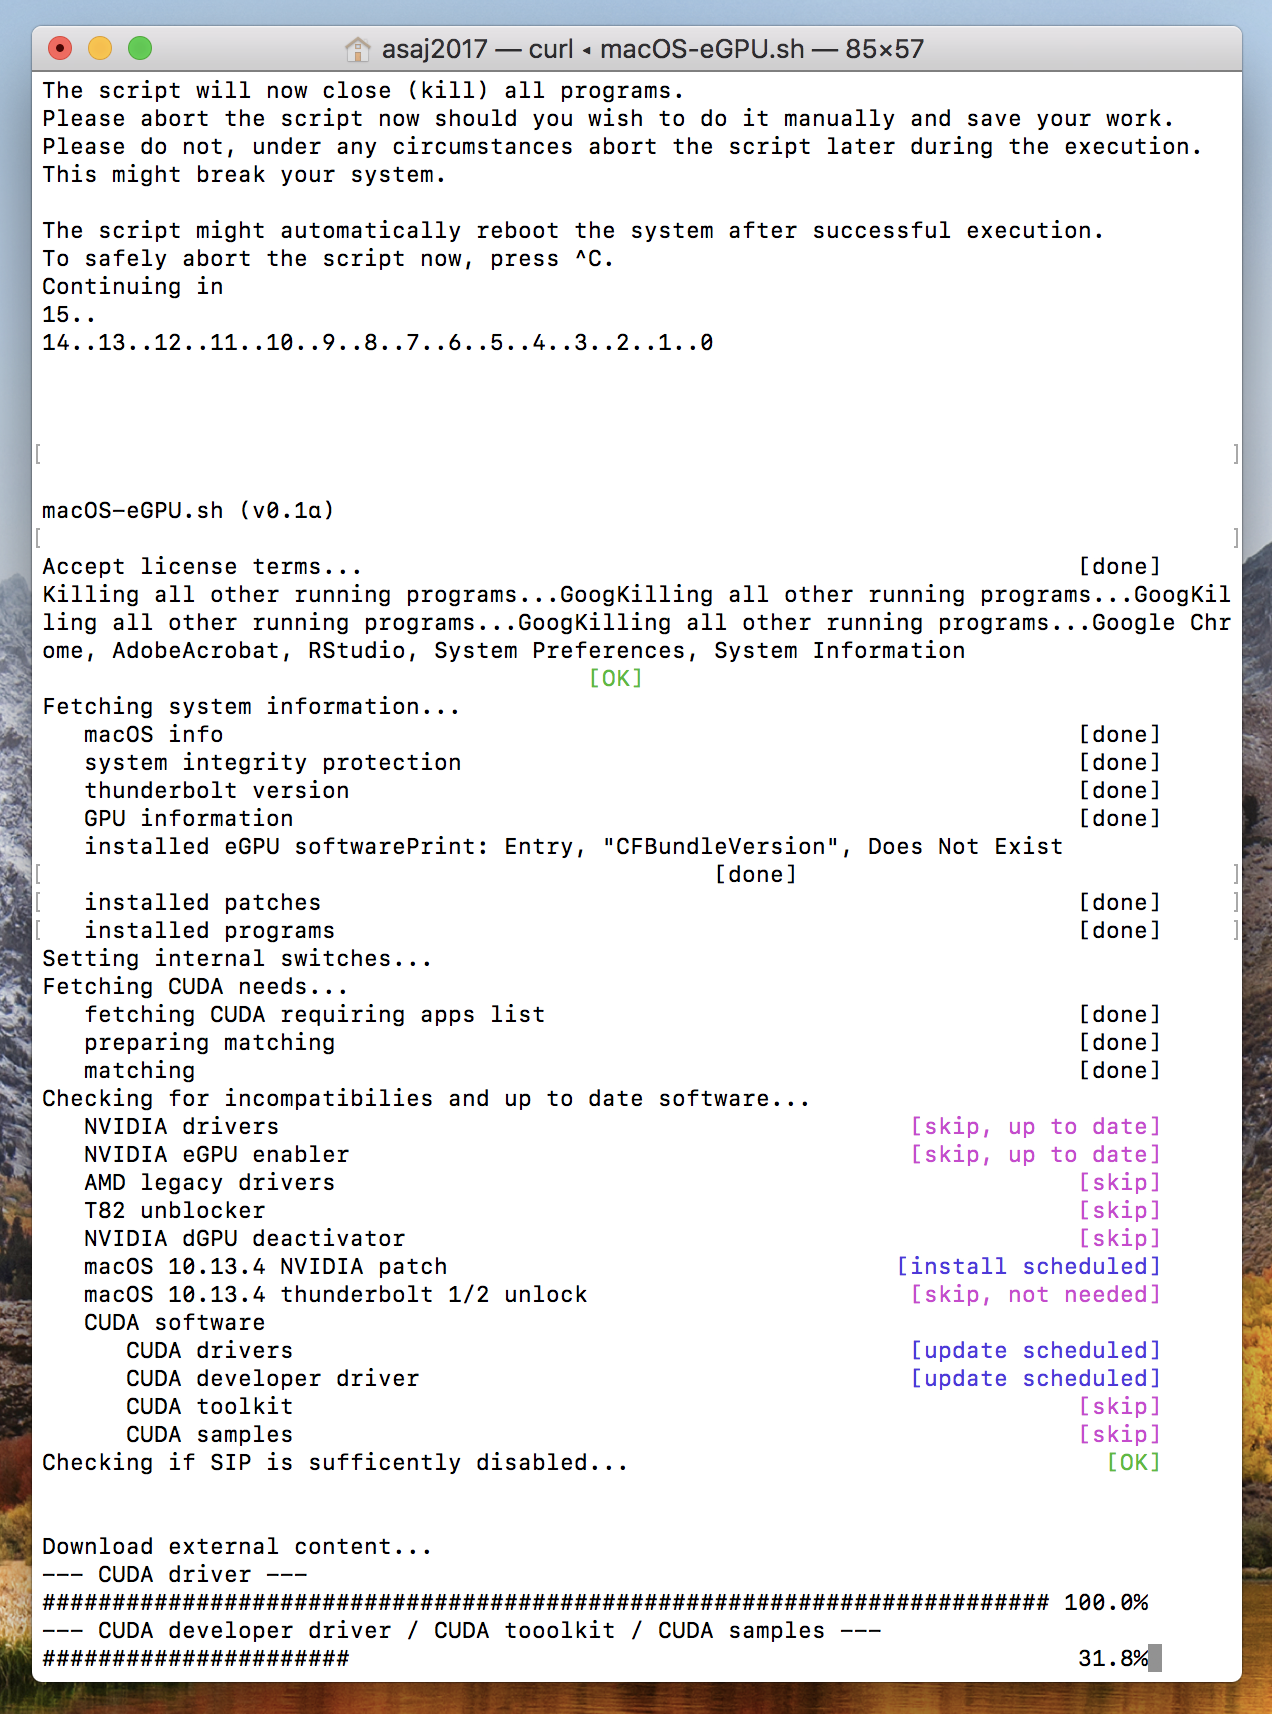 asaj2017 — curl ◂ macOS-eGPU.sh — 85×57
The script will now close (kill) all programs.
Please abort the script now should you wish to do it manually and save your work.
Please do not, under any circumstances abort the script later during the execution.
This might break your system.
The script might automatically reboot the system after successful execution.
To safely abort the script now, press ^C.
Continuing in
15..
14..13..12..11..10..9..8..7..6..5..4..3..2..1..0
[ ]
macOS-eGPU.sh (v0.1α)
[ ]
Accept license terms... [done]
Killing all other running programs...GoogKilling all other running programs...GoogKil
ling all other running programs...GoogKilling all other running programs...Google Chr
ome, AdobeAcrobat, RStudio, System Preferences, System Information
[OK]
Fetching system information...
macOS info [done]
system integrity protection [done]
thunderbolt version [done]
GPU information [done]
installed eGPU softwarePrint: Entry, "CFBundleVersion", Does Not Exist
[ [done] ]
[ installed patches [done] ]
[ installed programs [done] ]
Setting internal switches...
Fetching CUDA needs...
fetching CUDA requiring apps list [done]
preparing matching [done]
matching [done]
Checking for incompatibilies and up to date software...
NVIDIA drivers [skip, up to date]
NVIDIA eGPU enabler [skip, up to date]
AMD legacy drivers [skip]
T82 unblocker [skip]
NVIDIA dGPU deactivator [skip]
macOS 10.13.4 NVIDIA patch [install scheduled]
macOS 10.13.4 thunderbolt 1/2 unlock [skip, not needed]
CUDA software
CUDA drivers [update scheduled]
CUDA developer driver [update scheduled]
CUDA toolkit [skip]
CUDA samples [skip]
Checking if SIP is sufficently disabled... [OK]
Download external content...
--- CUDA driver ---
######################################################################## 100.0%
--- CUDA developer driver / CUDA tooolkit / CUDA samples ---
###################### 31.8%